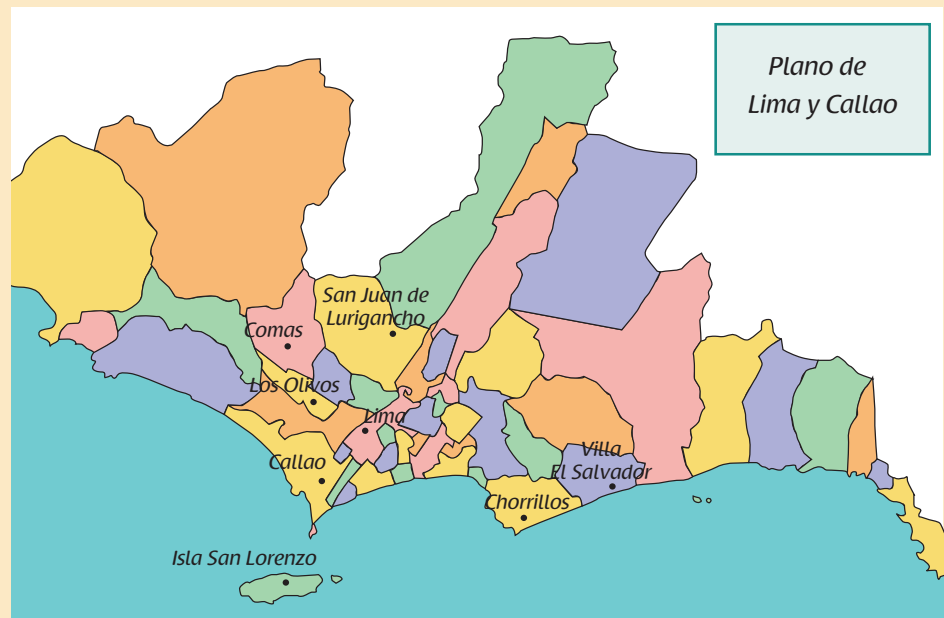 Plano de
Lima y Callao
San Juan de
Lurigancho
Comas
Los Olivos
Lima
Callao
Villa
El Salvador
Chorrillos
Isla San Lorenzo